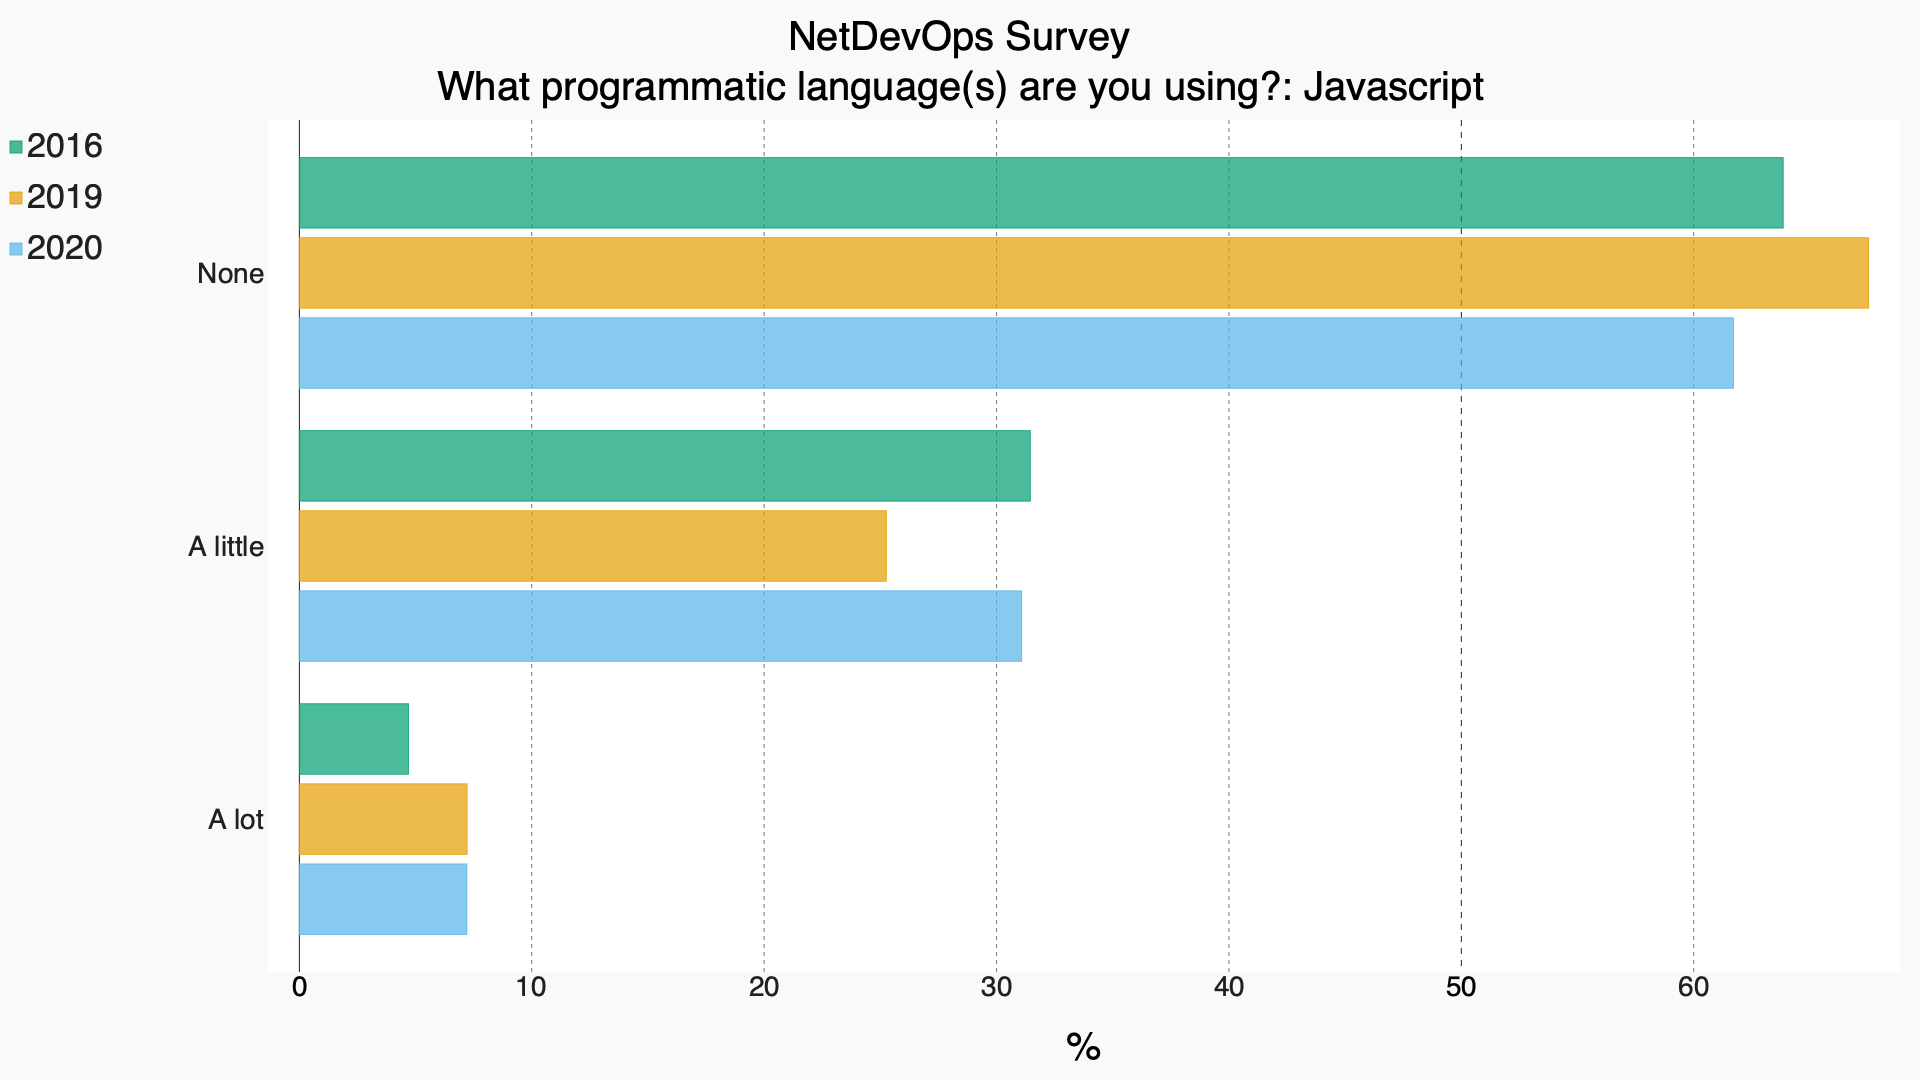 NetDevOps Survey
What programmatic language(s) are you using?: Javascript
2016
2019
2020
None
A little
A lot
0 10 20 30 40 50 60
%